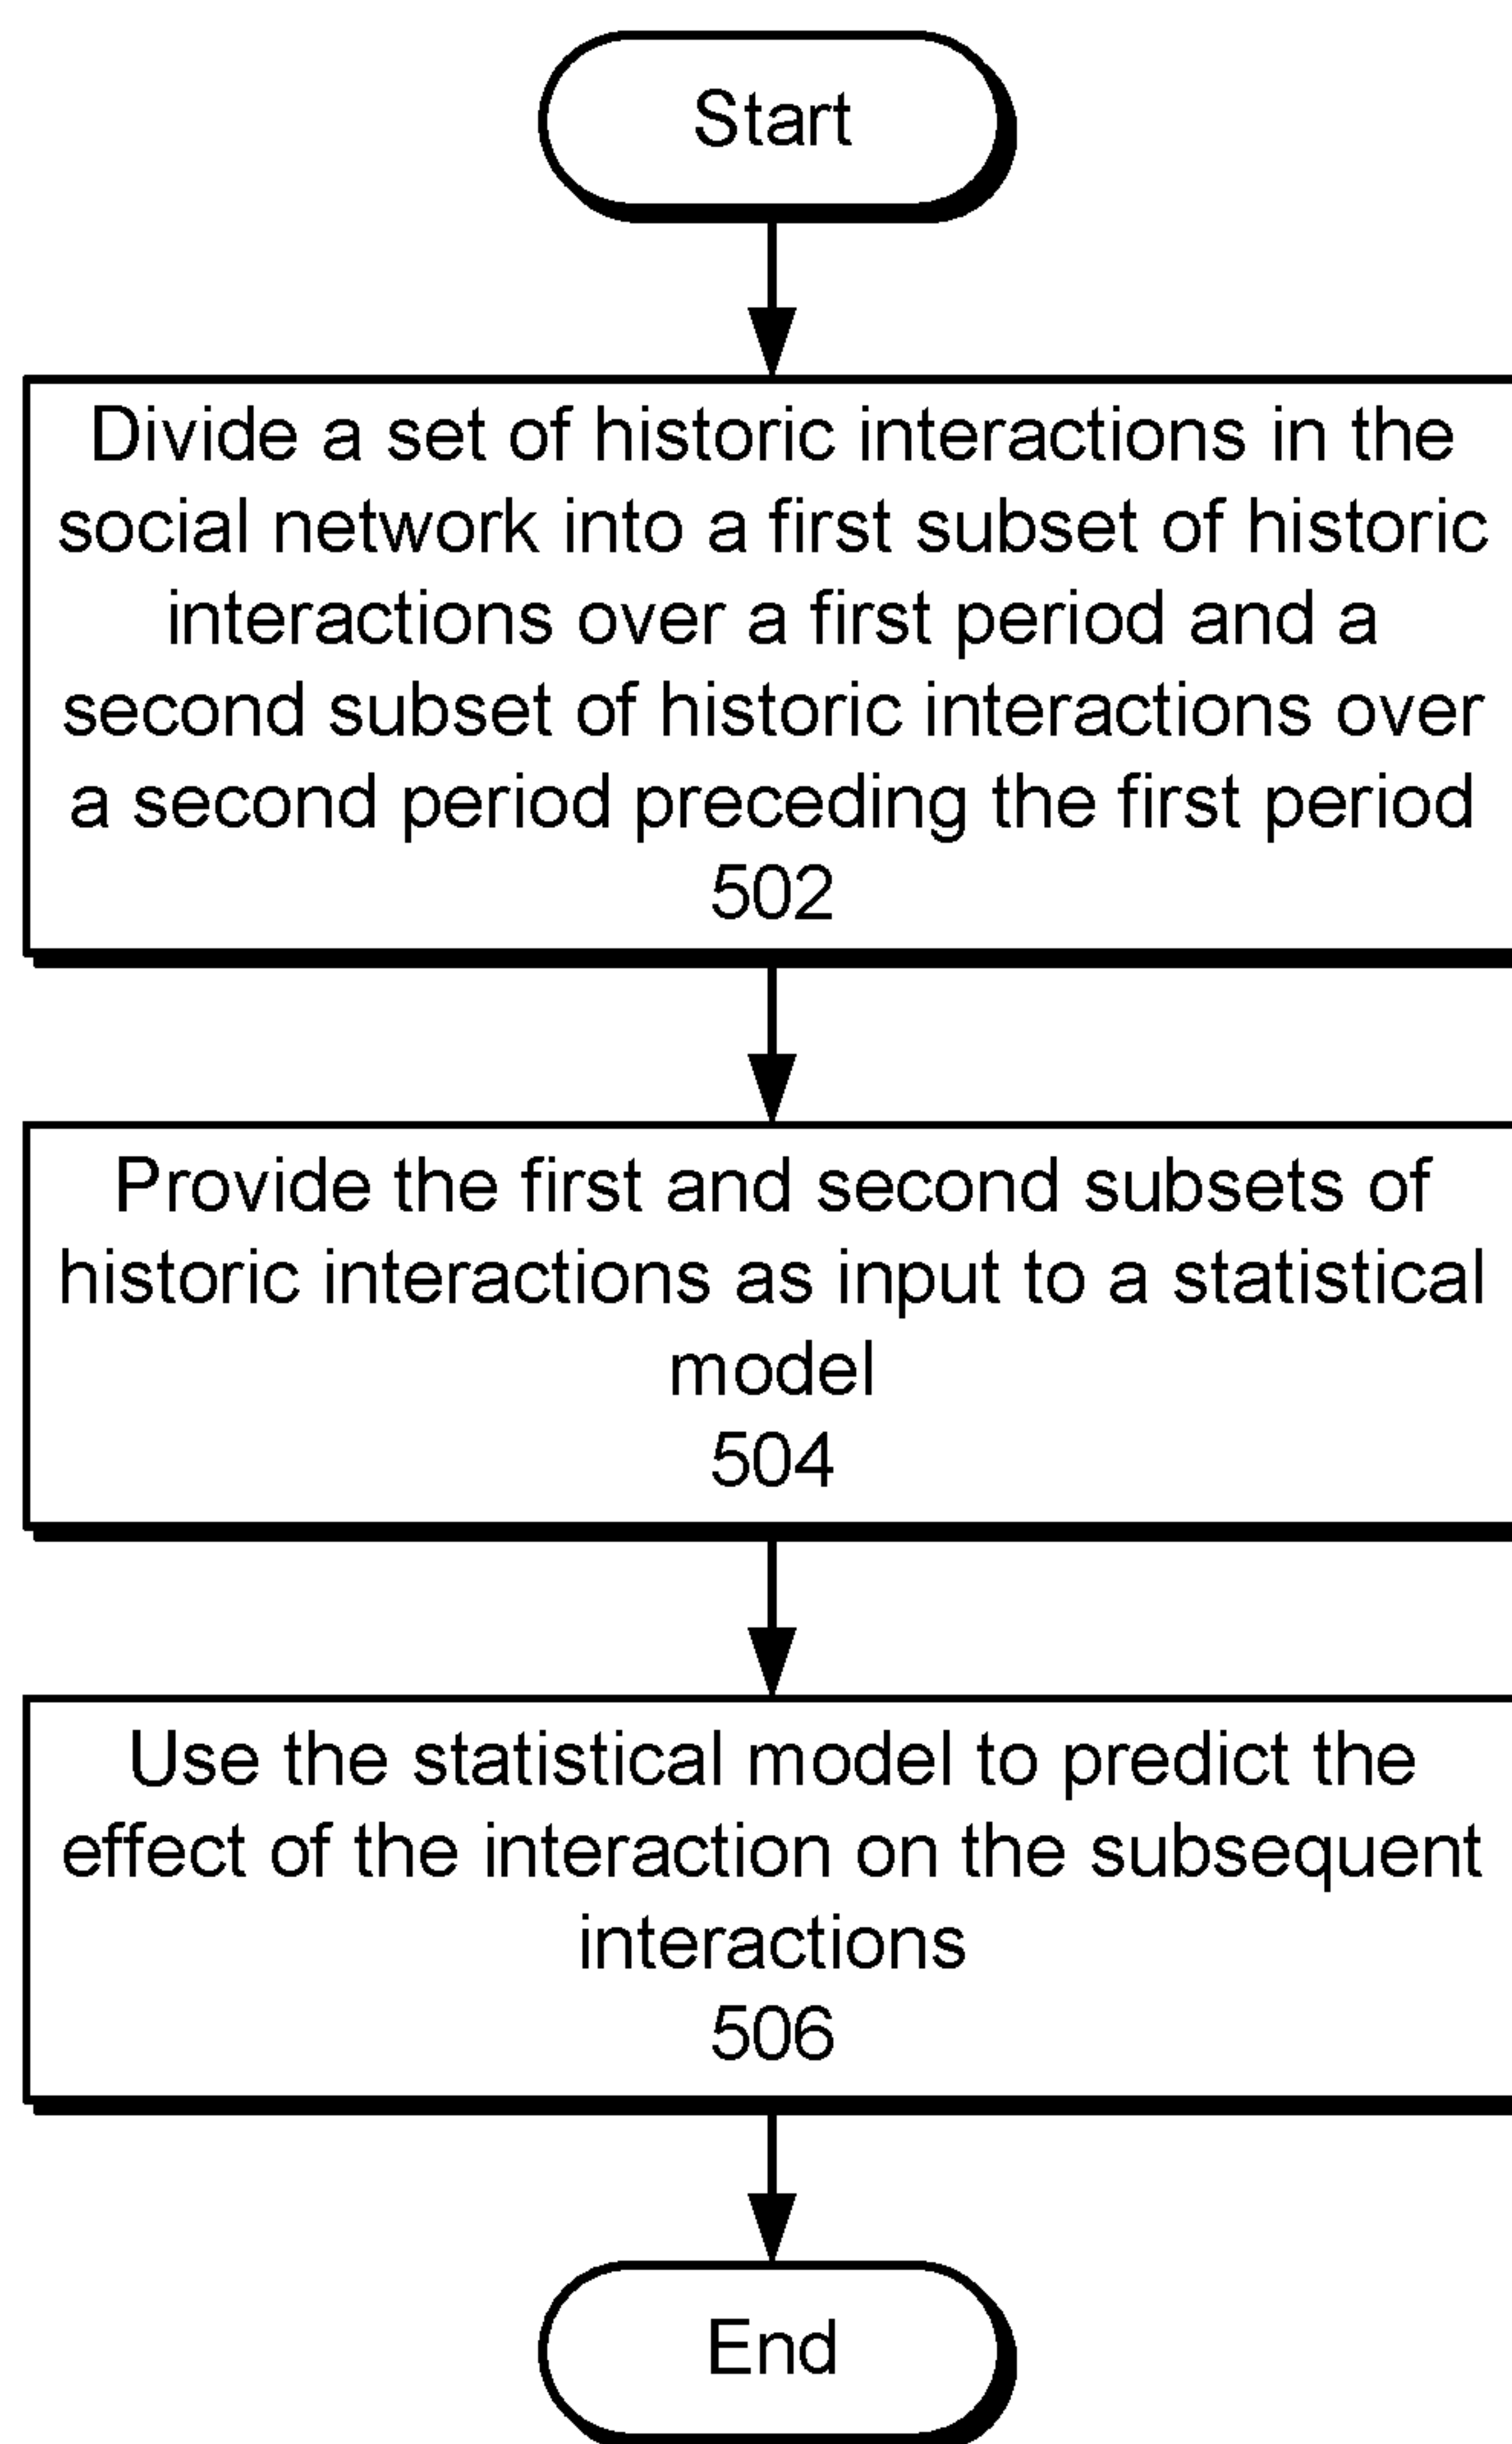 Start
Divide a set of historic interactions in the
social network into a first subset of historic
interactions over a first period and a
second subset of historic interactions over
a second period preceding the first period
502
Provide the first and second subsets of
historic interactions as input to a statistical
model
504
Use the statistical model to predict the
effect of the interaction on the subsequent
interactions
506
End